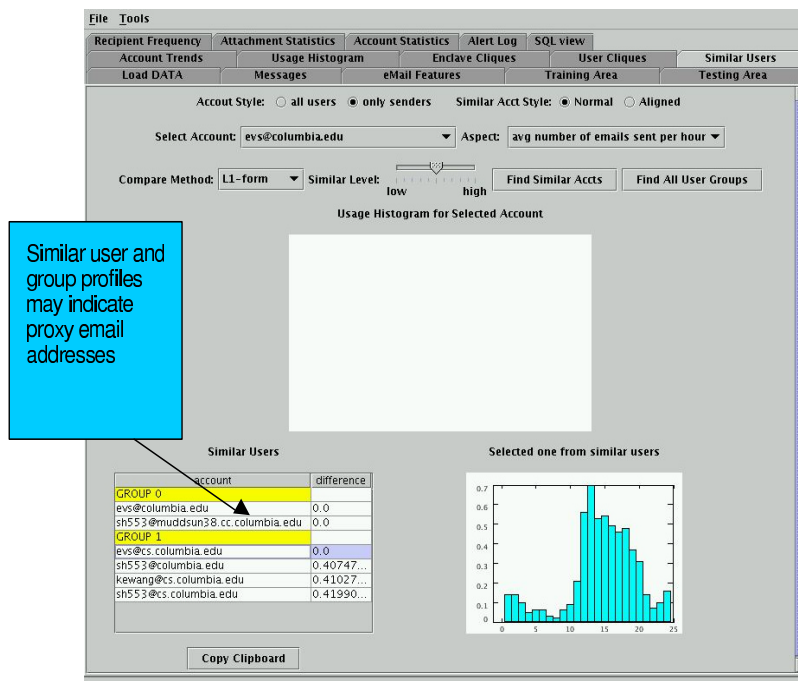 File Tools
Recipient Frequency Attachment Statistics Account Statistics Alert Log SQL view
Account Trends Usage Histogram Enclave Cliques User Cliques Similar Users
Load DATA Messages eMail Features Training Area Testing Area
Accout Style: all users only senders Similar Acct Style: Normal Aligned
Select Account: evs@columbia.edu Aspect: avg number of emails sent per hour
Compare Method: L1-form Similar Level: low high Find Similar Accts Find All User Groups
Usage Histogram for Selected Account
Similar user and
group profiles
may indicate
proxy email
addresses
Similar Users
account difference
GROUP 0
evs@columbia.edu 0.0
sh553@muddsun38.cc.columbia.edu 0.0
GROUP 1
evs@cs.columbia.edu 0.0
sh553@columbia.edu 0.40747...
kewang@cs.columbia.edu 0.41027...
sh553@cs.columbia.edu 0.41990...
Copy Clipboard
Selected one from similar users
0.7
0.6
0.5
0.4
0.3
0.2
0.1
0
0 5 10 15 20 25